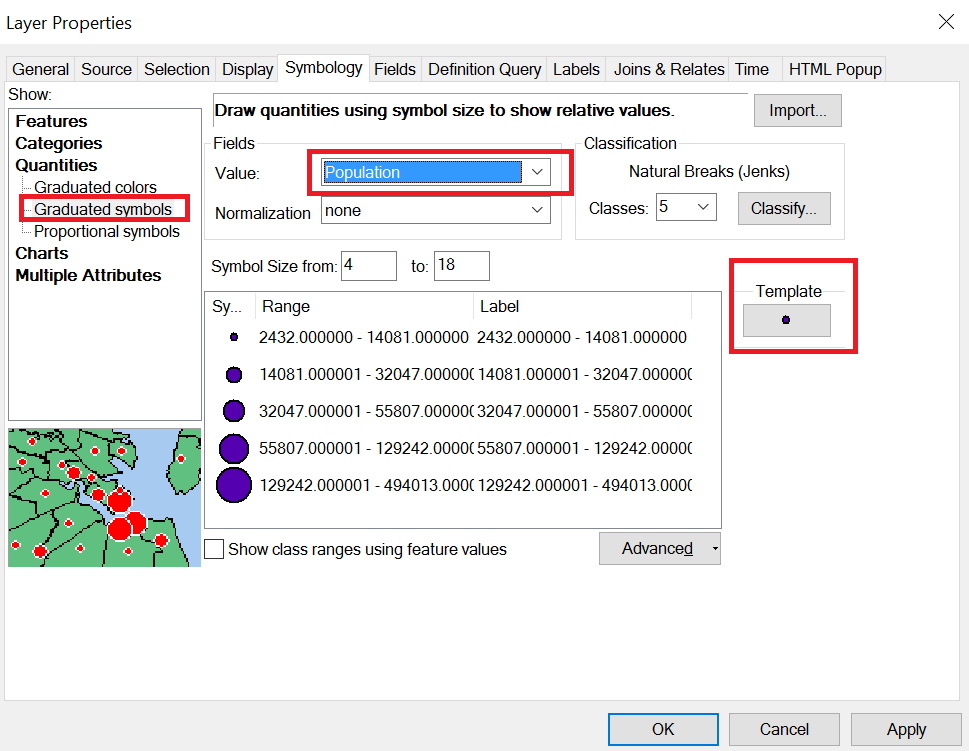 Layer Properties
General Source Selection Display Symbology Fields Definition Query Labels Joins & Relates Time HTML Popup
Show:
Features
Categories
Quantities
Graduated colors
Graduated symbols
Proportional symbols
Charts
Multiple Attributes
Draw quantities using symbol size to show relative values.
Import...
Fields
Value: Population
Normalization none
Classification
Natural Breaks (Jenks)
Classes: 5 Classify...
Symbol Size from: 4 to: 18
Sy... Range Label
2432.000000 - 14081.000000 2432.000000 - 14081.000000
14081.000001 - 32047.000000 14081.000001 - 32047.00000
32047.000001 - 55807.000000 32047.000001 - 55807.00000
55807.000001 - 129242.00000 55807.000001 - 129242.0000
129242.000001 - 494013.0000 129242.000001 - 494013.000
Template
Show class ranges using feature values
Advanced
OK Cancel Apply